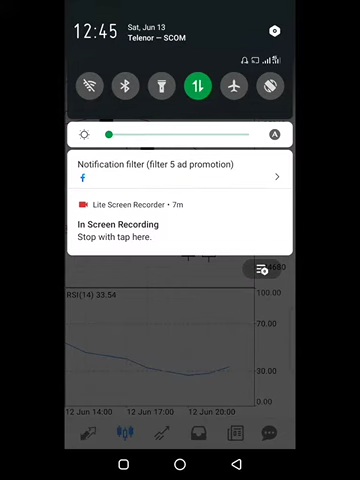 12:45
Sat, Jun 13
Telenor — SCOM
A
Notification filter (filter 5 ad promotion)
Lite Screen Recorder • 7m
In Screen Recording
Stop with tap here.
4680
RSI(14) 33.54
100.00
70.00
30.00
0.00
12 Jun 14:00
12 Jun 17:00
12 Jun 20:00